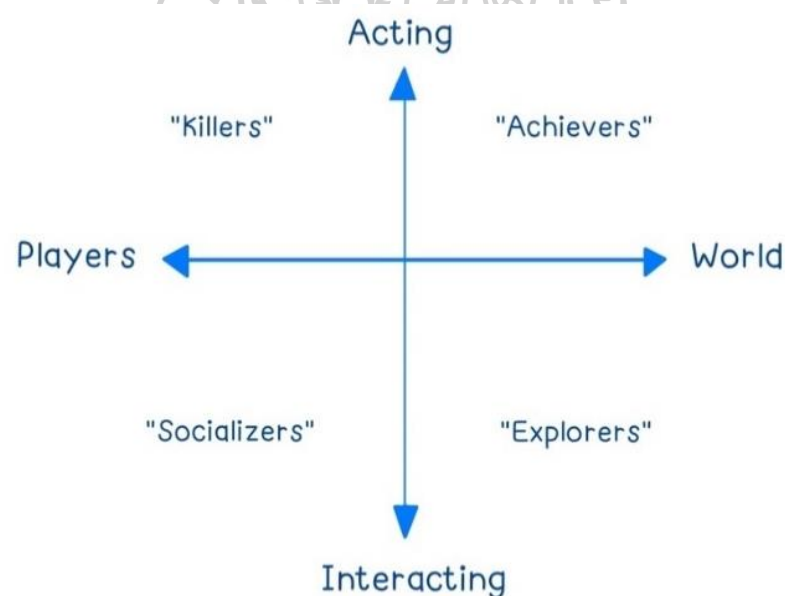 Acting
"Killers"
"Achievers"
Players
World
"Socializers"
"Explorers"
Interacting